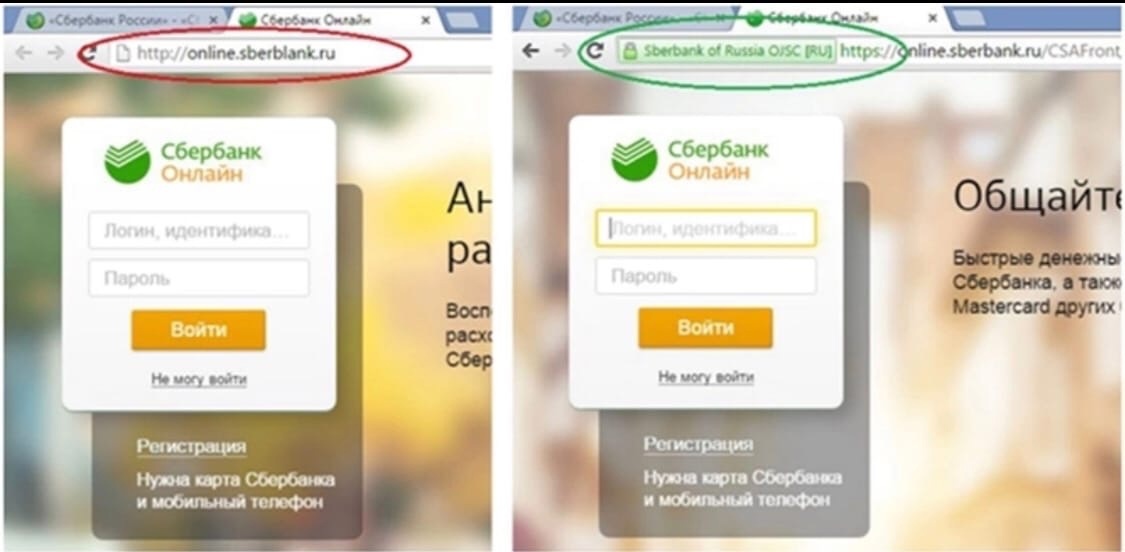 «Сбербанк России» - «Сб
Сбербанк Онлайн
http://online.sberblank.ru
Сбербанк
Онлайн
Логин, идентифика...
Пароль
Войти
Не могу войти
Регистрация
Нужна карта Сбербанка
и мобильный телефон
Ан
ра
Восп
расхо
Сбер
«Сбербанк России»
Сбербанк Онлайн
Sberbank of Russia OJSC [RU] https://online.sberbank.ru/CSAFront
Сбербанк
Онлайн
Логин, идентифика...
Пароль
Войти
Не могу войти
Регистрация
Нужна карта Сбербанка
и мобильный телефон
Общайте
Быстрые денежны
Сбербанка, а такж
Mastercard других